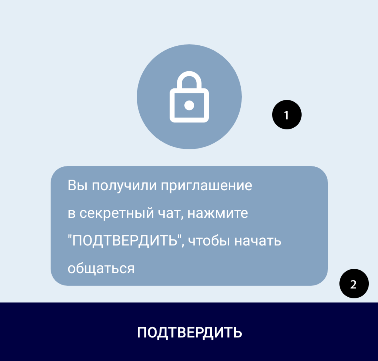 1
Вы получили приглашение
в секретный чат, нажмите
"ПОДТВЕРДИТЬ", чтобы начать
общаться
2
ПОДТВЕРДИТЬ